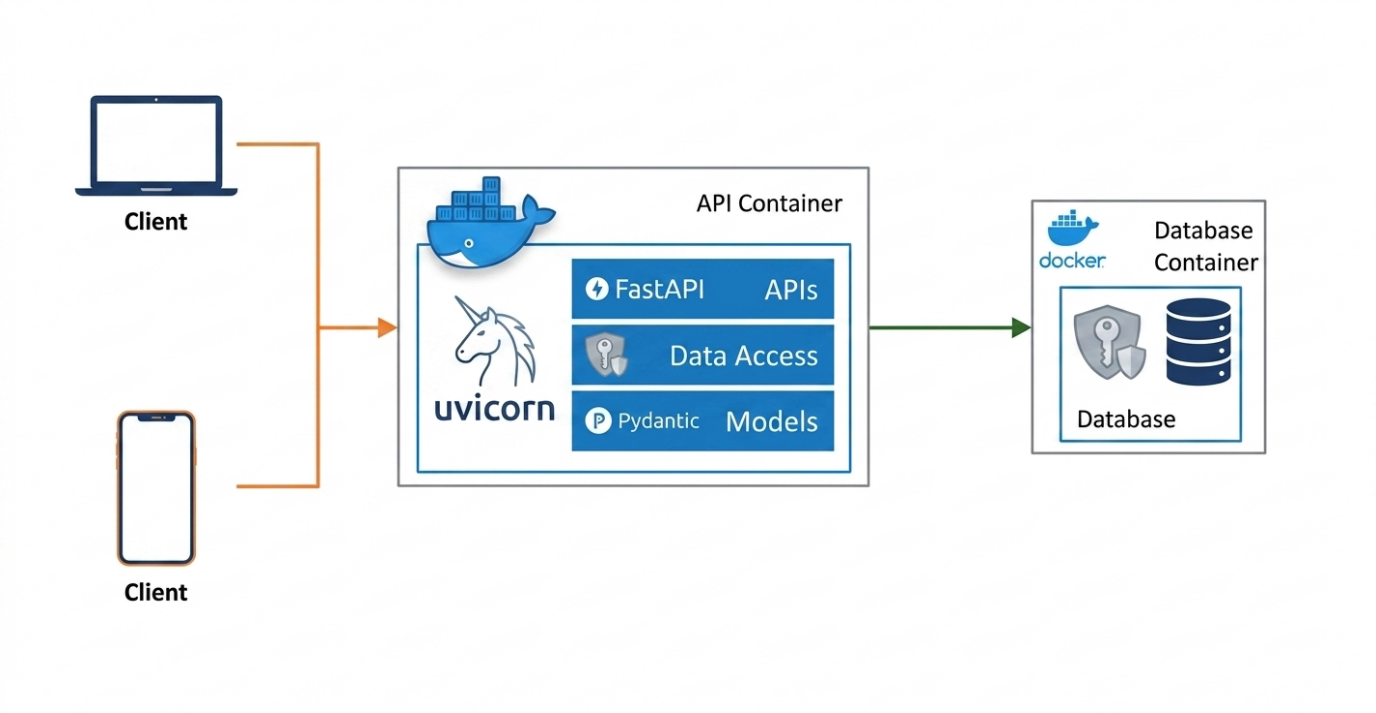 Client
Client
API Container
uvicorn
FastAPI APIs
Data Access
P Pydantic Models
docker
Database
Container
Database